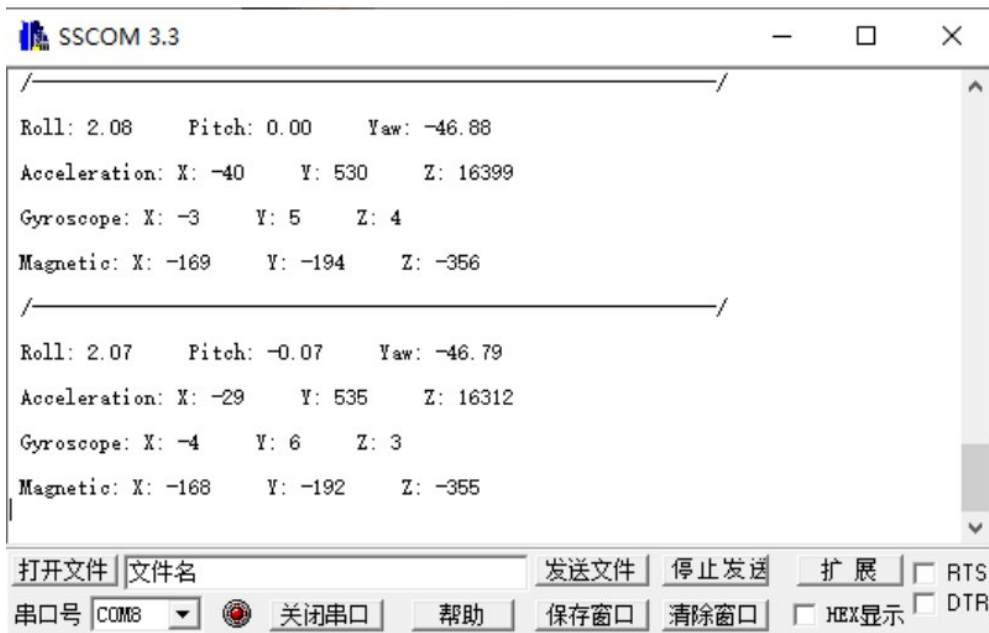 SSCOM 3.3
/——————————————————————/
Roll: 2.08 Pitch: 0.00 Yaw: -46.88
Acceleration: X: -40 Y: 530 Z: 16399
Gyroscope: X: -3 Y: 5 Z: 4
Magnetic: X: -169 Y: -194 Z: -356
/——————————————————————/
Roll: 2.07 Pitch: -0.07 Yaw: -46.79
Acceleration: X: -29 Y: 535 Z: 16312
Gyroscope: X: -4 Y: 6 Z: 3
Magnetic: X: -168 Y: -192 Z: -355
打开文件 文件名 发送文件 停止发送 扩展 RTS
串口号 COM8 关闭串口 帮助 保存窗口 清除窗口 HEX显示 DTR